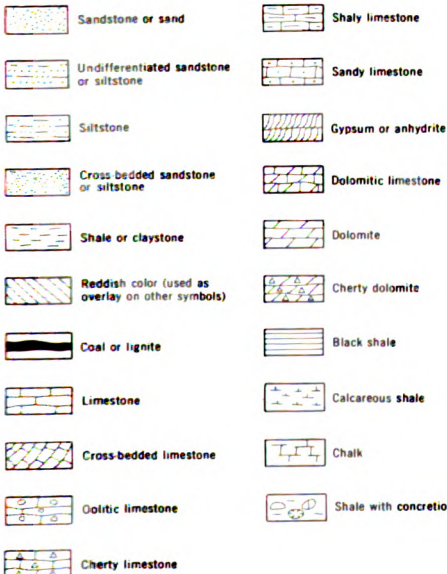 Sandstone or sand
Undifferentiated sandstone
or siltstone
Siltstone
Cross-bedded sandstone
or siltstone
Shale or claystone
Reddish color (used as
overlay on other symbols)
Coal or lignite
Limestone
Cross-bedded limestone
Oolitic limestone
Cherty limestone
Shaly limestone
Sandy limestone
Gypsum or anhydrite
Dolomitic limestone
Dolomite
Cherty dolomite
Black shale
Calcareous shale
Chalk
Shale with concretio